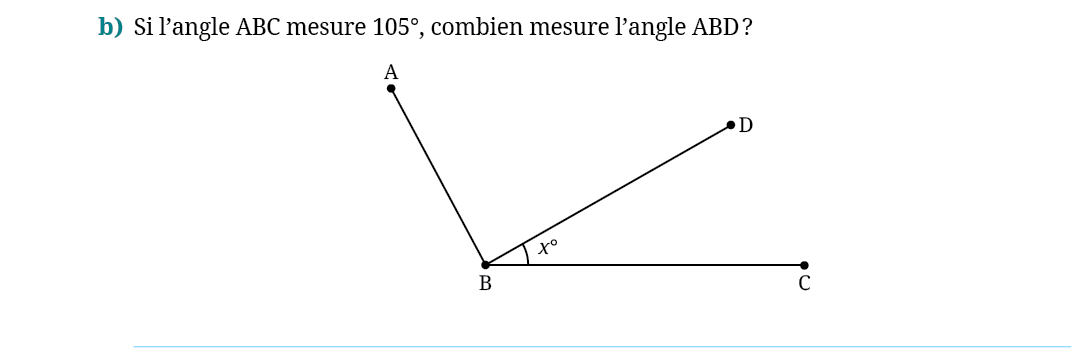 b) Si l’angle ABC mesure 105°, combien mesure l’angle ABD ?
A
D
x°
B
C